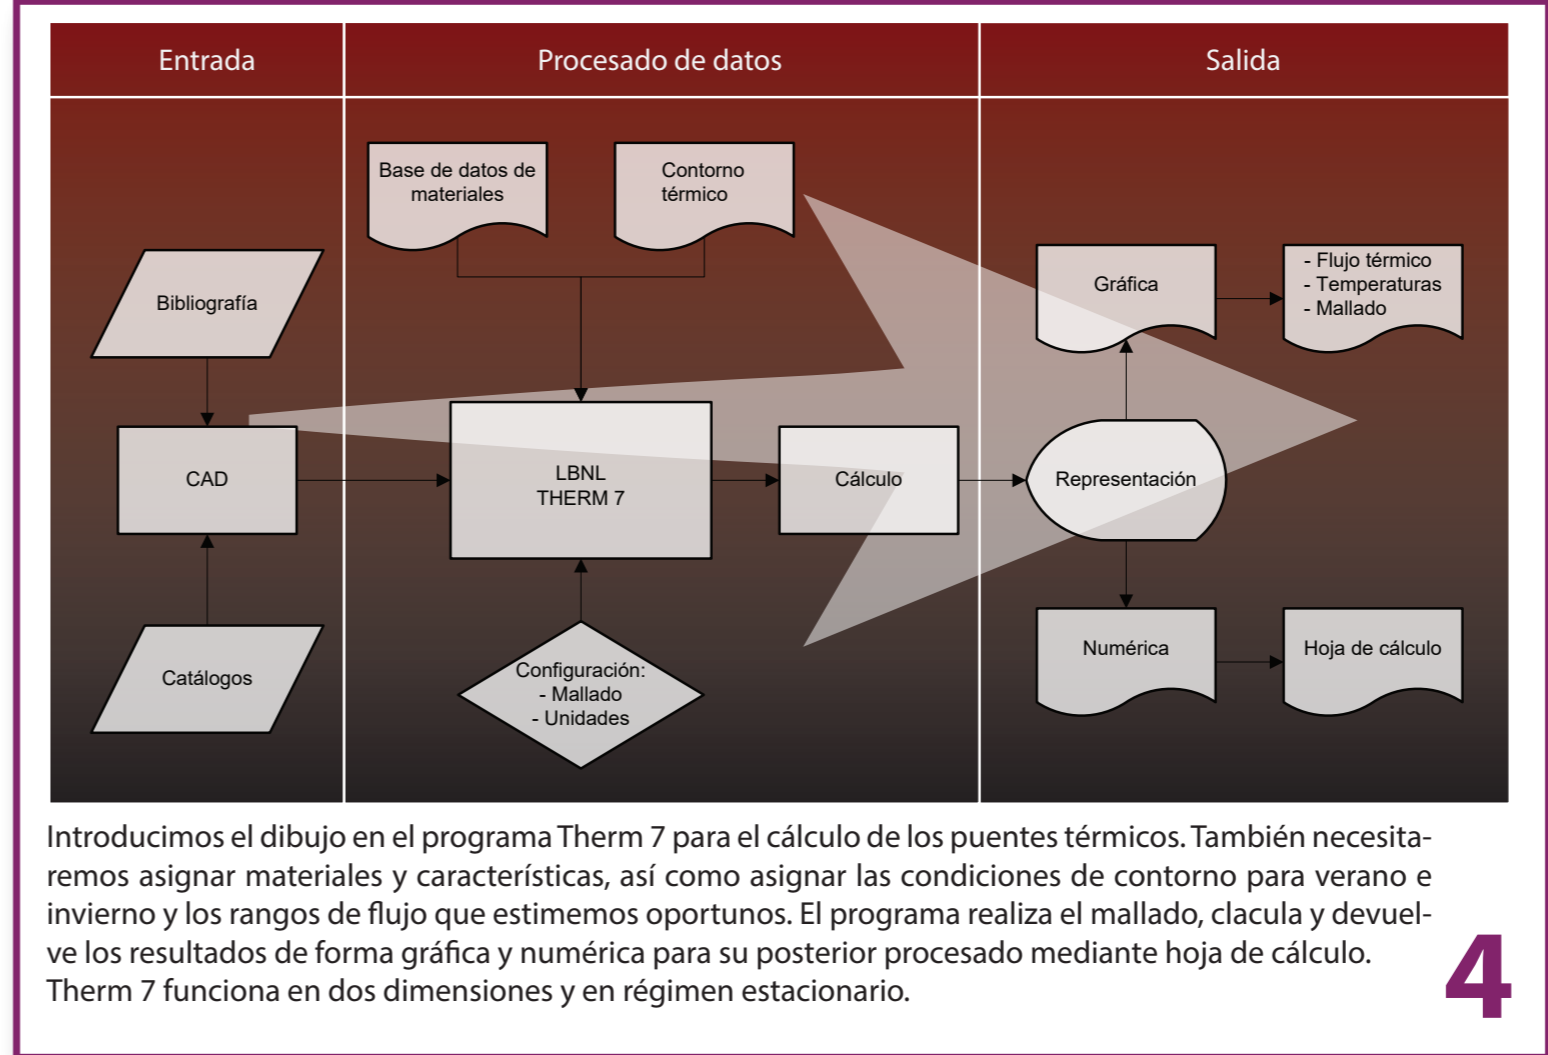 Entrada
Procesado de datos
Salida
Base de datos de
materiales
Contorno
térmico
Bibliografía
CAD
Catálogos
LBNL
THERM 7
Configuración:
- Mallado
- Unidades
Cálculo
Representación
Gráfica
- Flujo térmico
- Temperaturas
- Mallado
Numérica
Hoja de cálculo
Introducimos el dibujo en el programa Therm 7 para el cálculo de los puentes térmicos. También necesita-
remos asignar materiales y características, así como asignar las condiciones de contorno para verano e
invierno y los rangos de flujo que estimemos oportunos. El programa realiza el mallado, clacula y devuel-
ve los resultados de forma gráfica y numérica para su posterior procesado mediante hoja de cálculo.
Therm 7 funciona en dos dimensiones y en régimen estacionario.
4